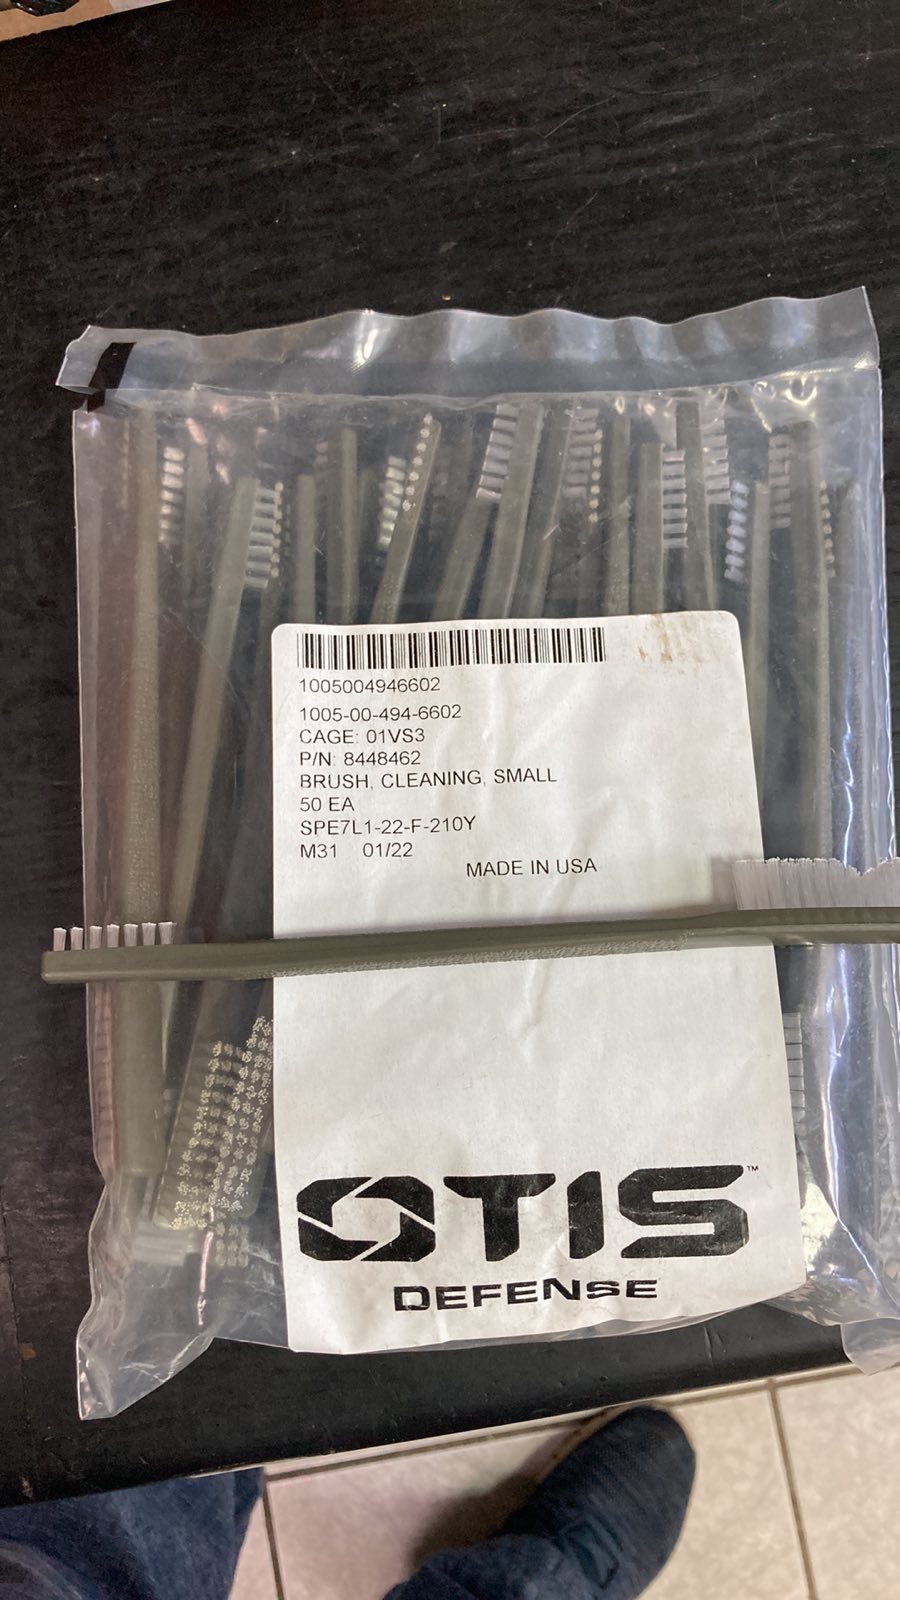 1005004946602
1005-00-494-6602
CAGE: 01VS3
P/N: 8448462
BRUSH, CLEANING, SMALL
50 EA
SPE7L1-22-F-210Y
M31 01/22
MADE IN USA
OTIS™
DEFENSE